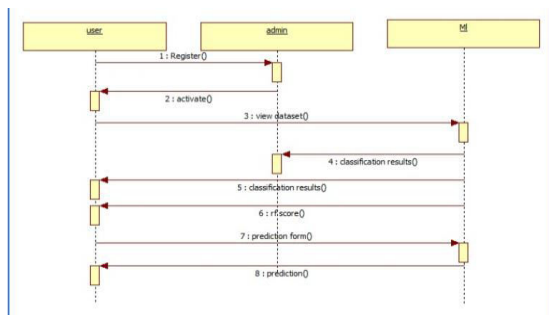 user admin Ml
1 : Register()
2 : activate()
3 : view dataset()
4 : classification results()
5 : classification results()
6 : rf score()
7 : prediction form()
8 : prediction()